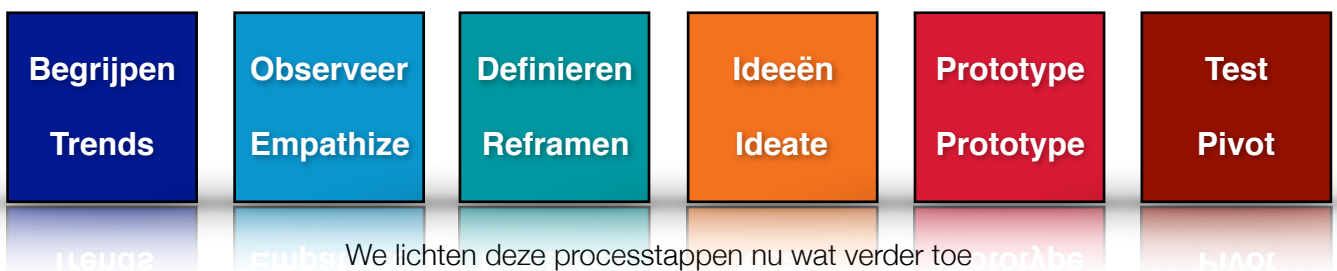 Begrijpen
Trends
Observeer
Empathize
Definieren
Reframen
Ideeën
Ideate
Prototype
Prototype
Test
Pivot
We lichten deze processtappen nu wat verder toe